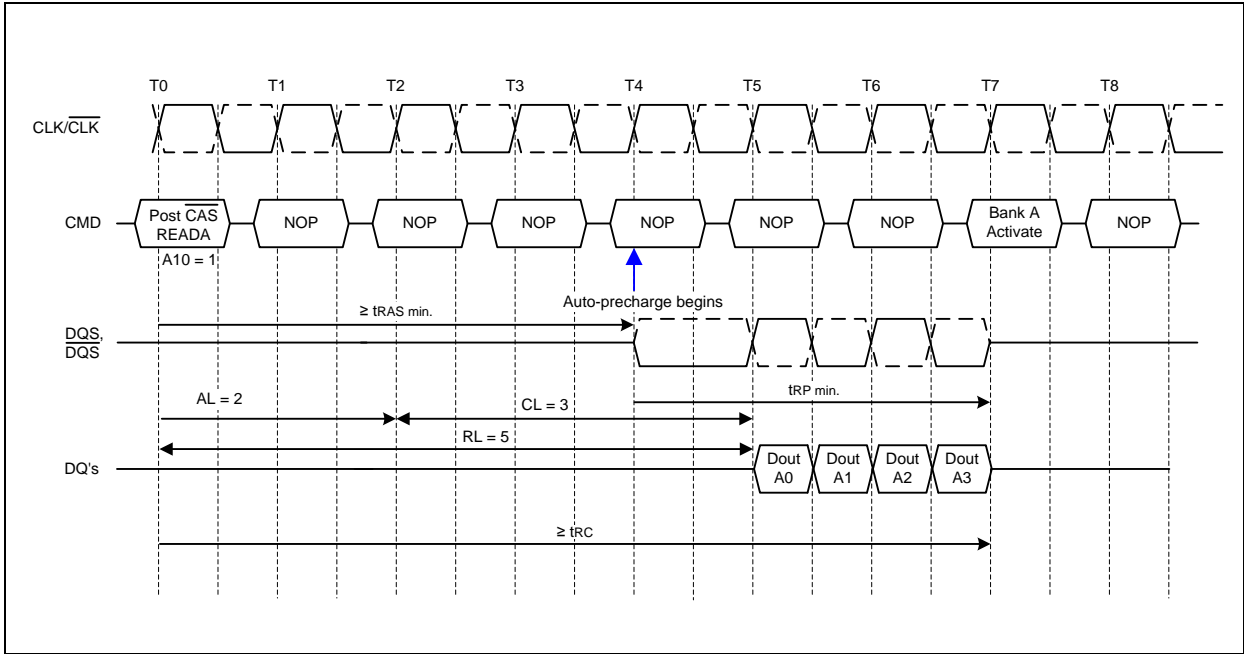 T0 T1 T2 T3 T4 T5 T6 T7 T8
CLK/CLK
CMD
Post CAS
READA
NOP NOP NOP NOP NOP NOP
Bank A
Activate
NOP
A10 = 1
Auto-precharge begins
≥ tRAS min.
DQS,
DQS
tRP min.
AL = 2
CL = 3
RL = 5
DQ's
Dout
A0
Dout
A1
Dout
A2
Dout
A3
≥ tRC